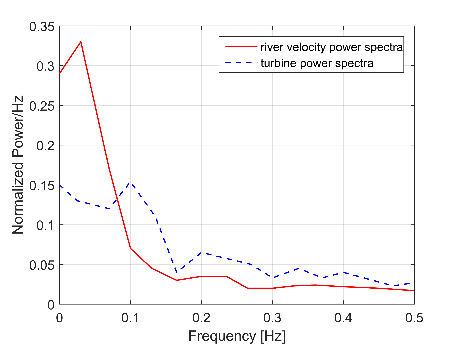 0.35
0.3
0.25
0.2
0.15
0.1
0.05
0
Normalized Power/Hz
river velocity power spectra
turbine power spectra
0 0.1 0.2 0.3 0.4 0.5
Frequency [Hz]